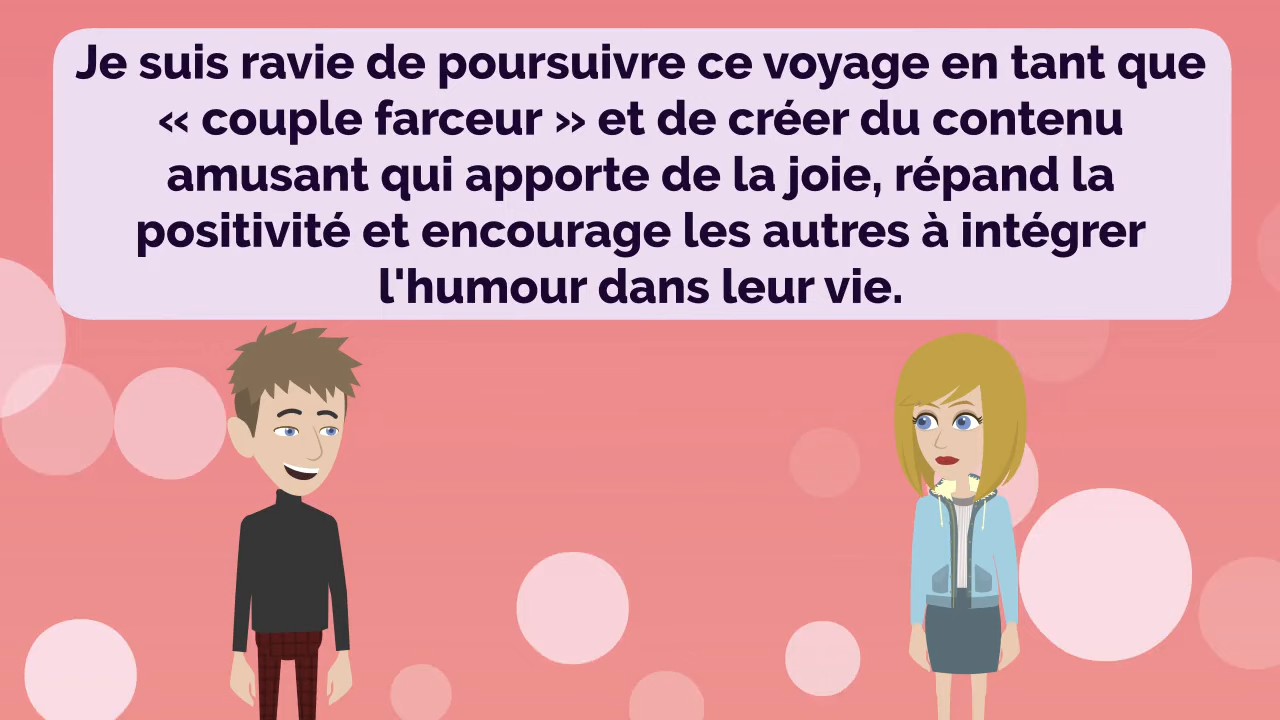 Je suis ravie de poursuivre ce voyage en tant que
« couple farceur » et de créer du contenu
amusant qui apporte de la joie, répand la
positivité et encourage les autres à intégrer
l'humour dans leur vie.